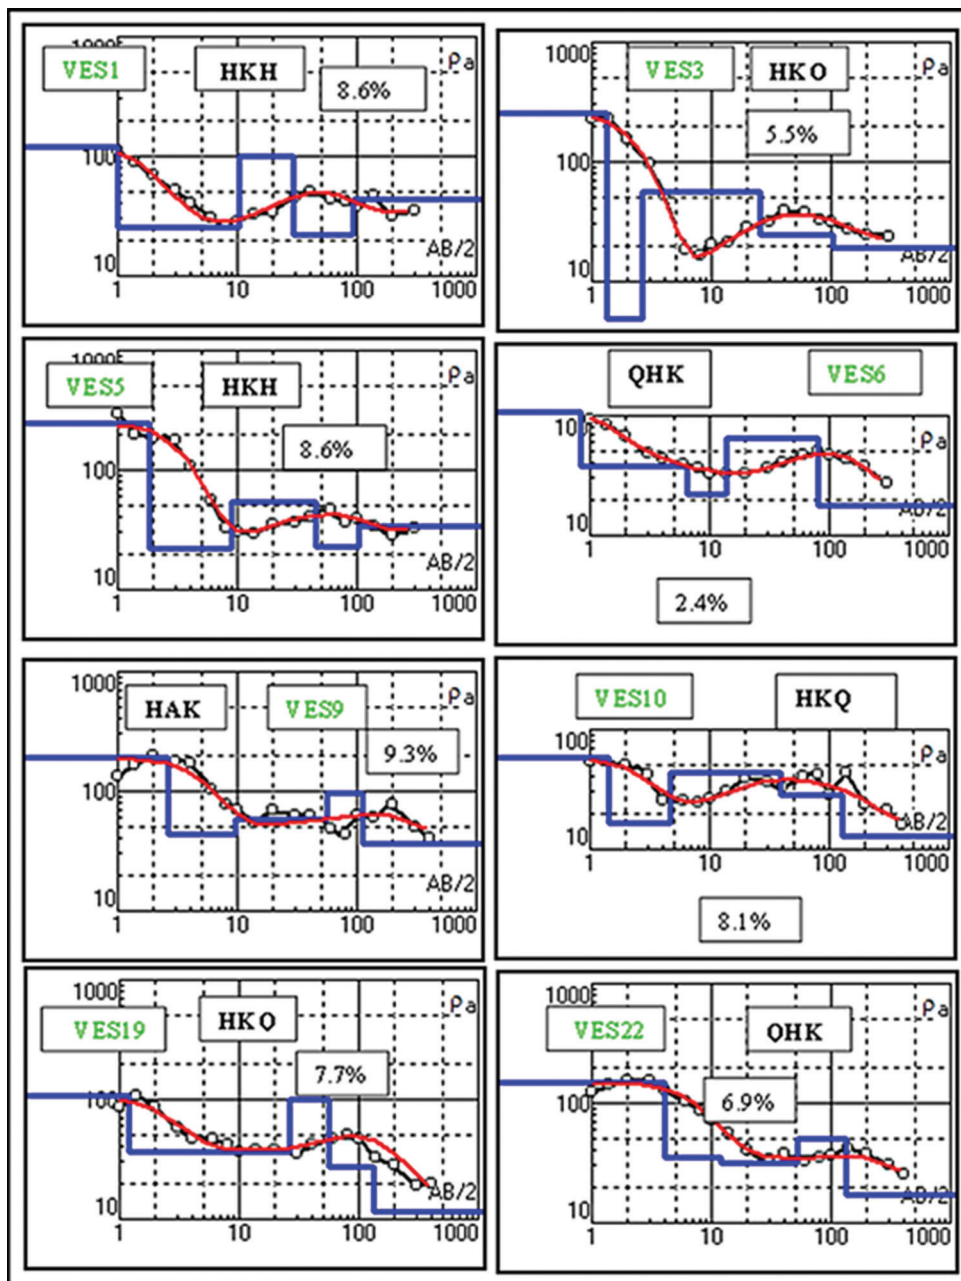 VES1 HKH 8.6%
1000
ρa
100
10
AB/2
1 10 100 1000
VES3 HKO 5.5%
1000
ρa
100
10
AB/2
1 10 100 1000
VES5 HKH 8.6%
1000
ρa
100
10
AB/2
1 10 100 1000
QHK VES6
10
ρa
10
AB/2
1 10 100 1000
2.4%
HAK VES9 9.3%
1000
ρa
100
10
AB/2
1 10 100 1000
VES10 HKQ
100
ρa
10
AB/2
1 10 100 1000
8.1%
VES19 HKQ 7.7%
1000
ρa
100
10
AB/2
1 10 100 1000
VES22 QHK 6.9%
1000
ρa
100
10
AB/2
1 10 100 1000